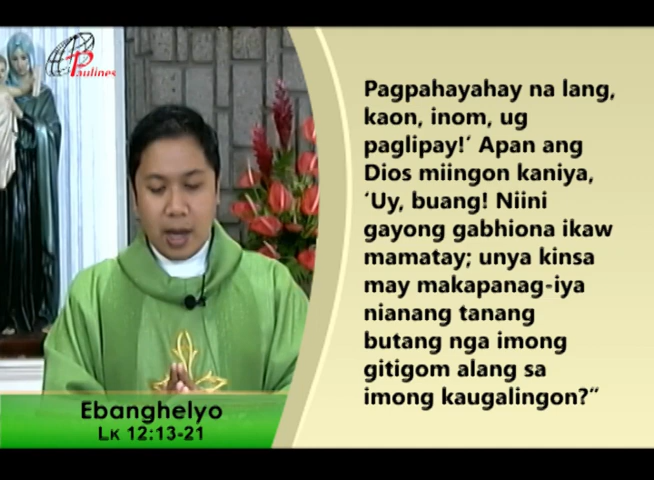 Paulines
Pagpahayahay na lang,
kaon, inom, ug
paglipay!‘ Apan ang
Dios miingon kaniya,
‘Uy, buang! Niini
gayong gabhiona ikaw
mamatay; unya kinsa
may makapanag-iya
nianang tanang
butang nga imong
gitigom alang sa
imong kaugalingon?”
Ebanghelyo
LK 12:13-21